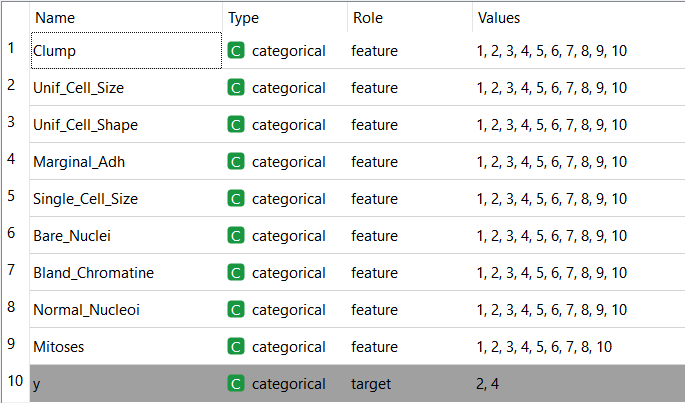 Name Type Role Values
1 Clump C categorical feature 1, 2, 3, 4, 5, 6, 7, 8, 9, 10
2 Unif_Cell_Size C categorical feature 1, 2, 3, 4, 5, 6, 7, 8, 9, 10
3 Unif_Cell_Shape C categorical feature 1, 2, 3, 4, 5, 6, 7, 8, 9, 10
4 Marginal_Adh C categorical feature 1, 2, 3, 4, 5, 6, 7, 8, 9, 10
5 Single_Cell_Size C categorical feature 1, 2, 3, 4, 5, 6, 7, 8, 9, 10
6 Bare_Nuclei C categorical feature 1, 2, 3, 4, 5, 6, 7, 8, 9, 10
7 Bland_Chromatine C categorical feature 1, 2, 3, 4, 5, 6, 7, 8, 9, 10
8 Normal_Nucleoi C categorical feature 1, 2, 3, 4, 5, 6, 7, 8, 9, 10
9 Mitoses C categorical feature 1, 2, 3, 4, 5, 6, 7, 8, 10
10 y C categorical target 2, 4